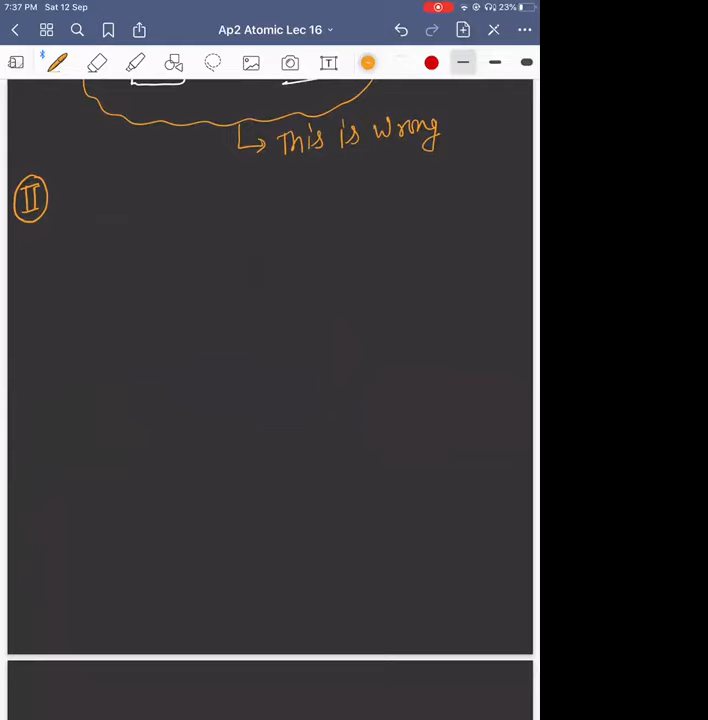 7:37 PM Sat 12 Sep 23%
Ap2 Atomic Lec 16
T
This is wrong
II